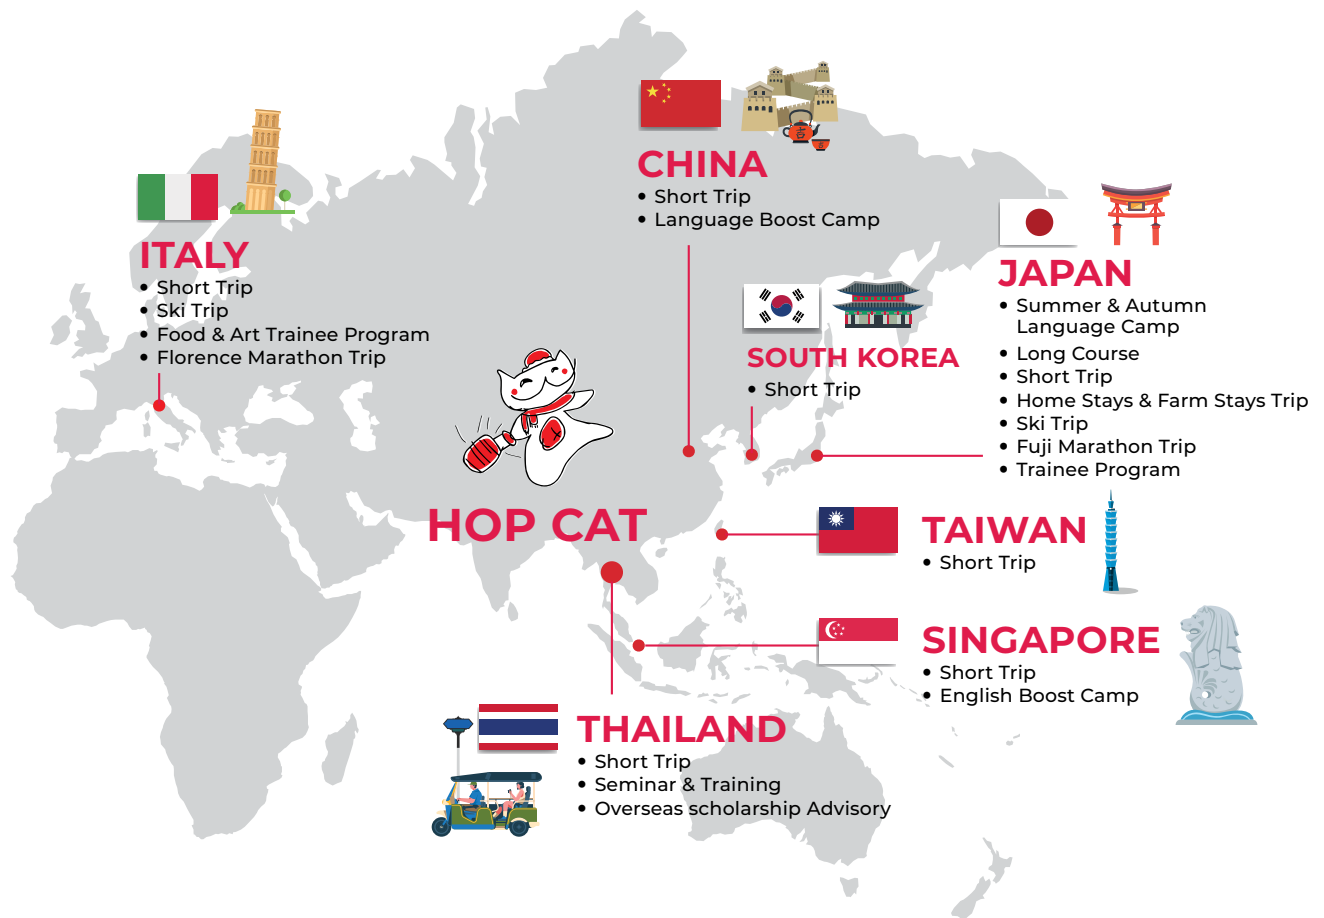 CHINA
• Short Trip
• Language Boost Camp
ITALY
• Short Trip
• Ski Trip
• Food & Art Trainee Program
• Florence Marathon Trip
JAPAN
• Summer & Autumn
Language Camp
• Long Course
• Short Trip
• Home Stays & Farm Stays Trip
• Ski Trip
• Fuji Marathon Trip
• Trainee Program
SOUTH KOREA
• Short Trip
HOP CAT
TAIWAN
• Short Trip
SINGAPORE
• Short Trip
• English Boost Camp
THAILAND
• Short Trip
• Seminar & Training
• Overseas scholarship Advisory
吉